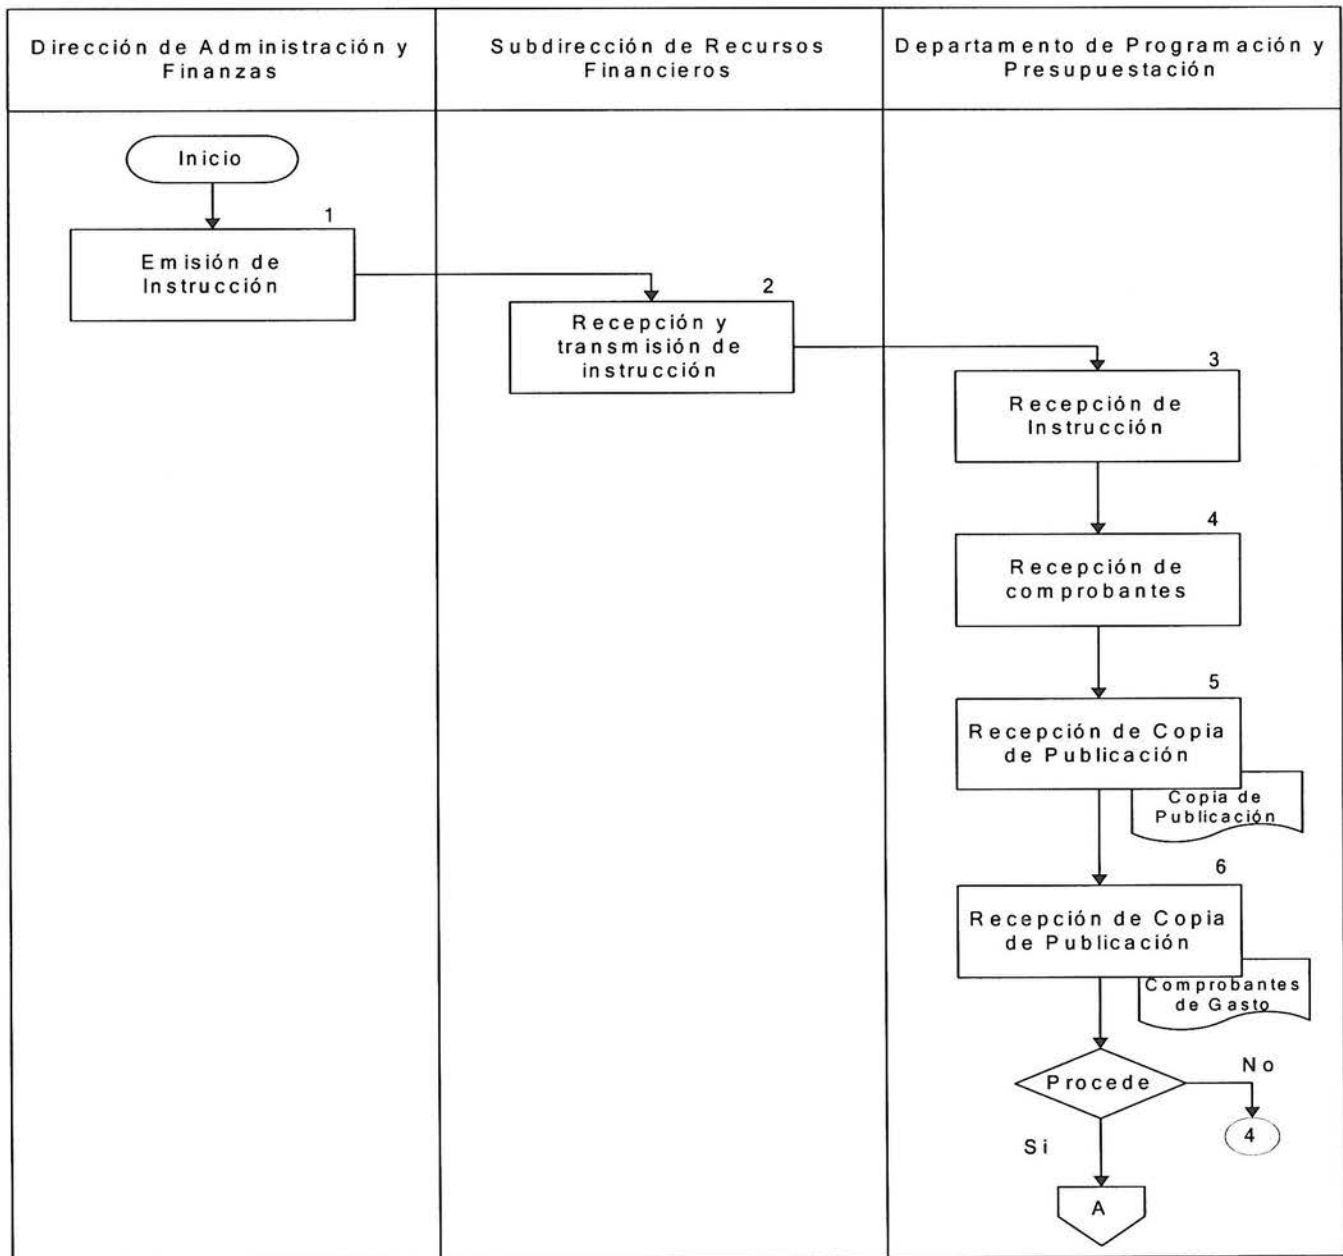 Dirección de Administración y
Finanzas
Subdirección de Recursos
Financieros
Departamento de Programación y
Presupuestación
Inicio
1
Emisión de
Instrucción
2
Recepción y
transmisión de
instrucción
3
Recepción de
Instrucción
4
Recepción de
comprobantes
5
Recepción de Copia
de Publicación
Copia de
Publicación
6
Recepción de Copia
de Publicación
Comprobantes
de Gasto
Procede
No
4
Si
A